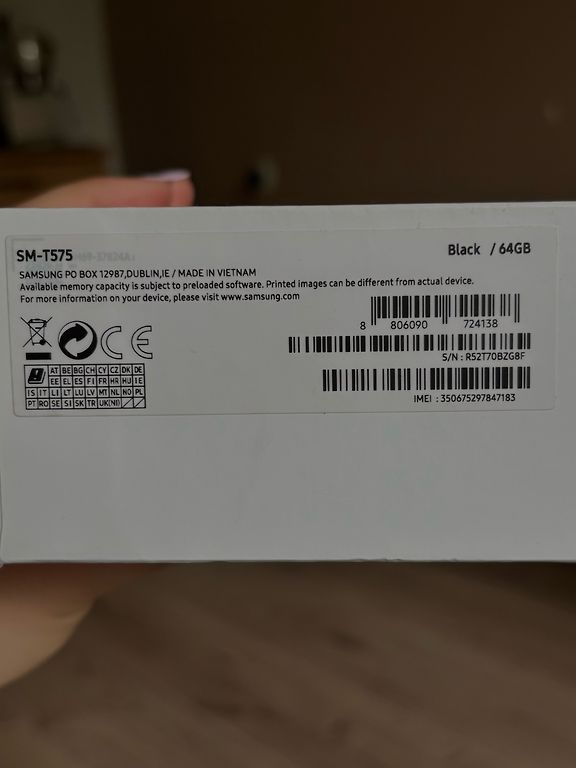 SM-T575
Black / 64GB
SAMSUNG PO BOX 12987,DUBLIN,IE / MADE IN VIETNAM
Available memory capacity is subject to preloaded software. Printed images can be different from actual device.
For more information on your device, please visit www.samsung.com
8 806090 724138
S/N : R52T70BZG8F
IMEI : 350675297847183
CE
AT BE BG CH CY CZ DK DE
EE EL ES FI FR HR HU IE
IS IT LI LT LU LV MT NL NO PL
PT RO SE SI SK TR UK(NI)